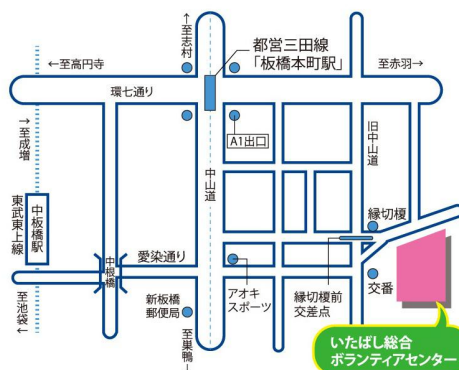 ←至志村
都営三田線
「板橋本町駅」
←至高円寺
至赤羽→
環七通り
A1出口
旧中山道
→至成増
中山道
縁切榎
東武東上線
中板橋駅
愛染通り
中根橋
アオキ
スポーツ
縁切榎前
交差点
交番
新板橋
郵便局
至池袋←
至巣鴨→
いたばし総合
ボランティアセンター